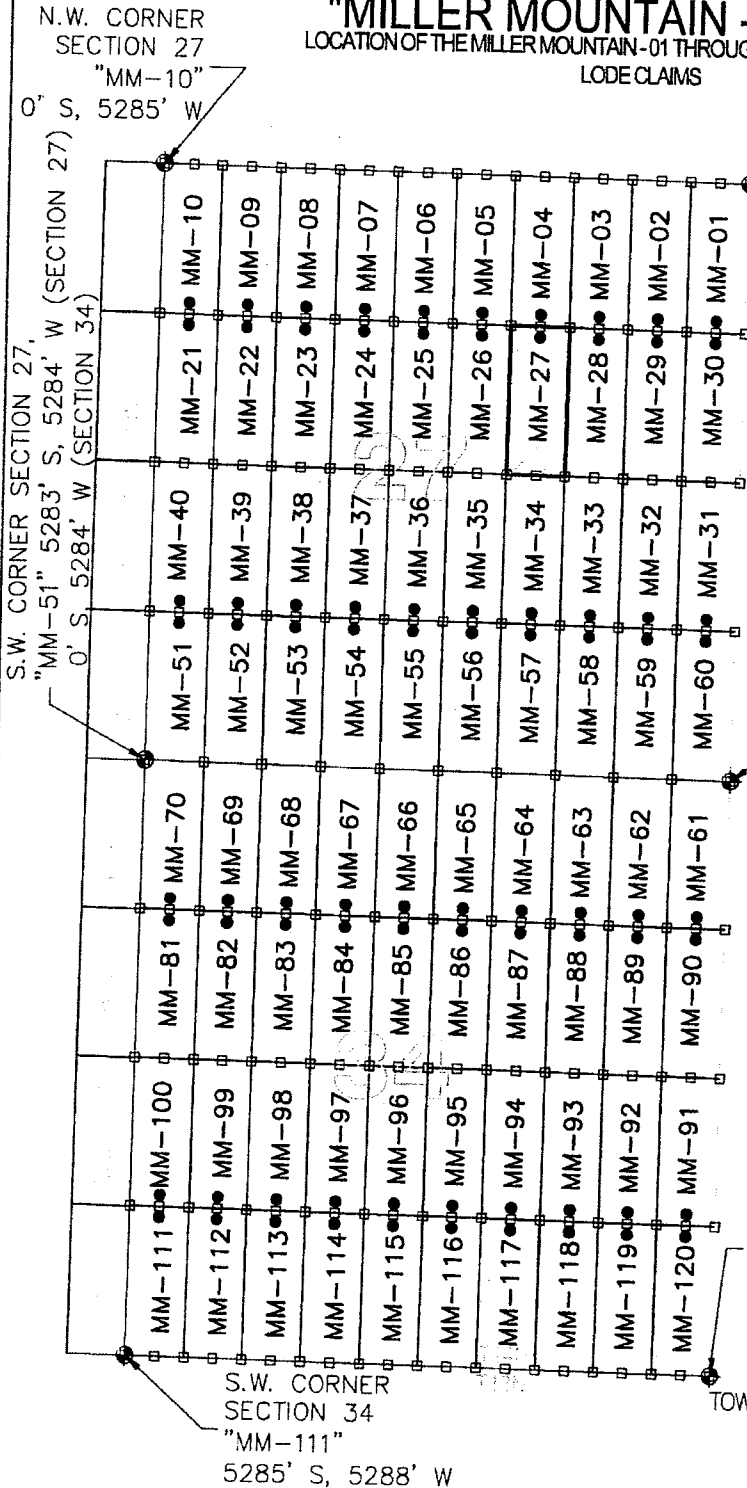 "MILLER MOUNTAIN -
LOCATION OF THE MILLER MOUNTAIN - 01 THROUG
LODE CLAIMS
N.W. CORNER
SECTION 27
"MM-10"
0' S, 5285' W
S.W. CORNER SECTION 27,
"MM-51" 5283' S, 5284' W (SECTION 27)
0' S, 5284' W (SECTION 34)
MM-10 MM-09 MM-08 MM-07 MM-06 MM-05 MM-04 MM-03 MM-02 MM-01
MM-21 MM-22 MM-23 MM-24 MM-25 MM-26 MM-27 MM-28 MM-29 MM-30
27
MM-40 MM-39 MM-38 MM-37 MM-36 MM-35 MM-34 MM-33 MM-32 MM-31
MM-51 MM-52 MM-53 MM-54 MM-55 MM-56 MM-57 MM-58 MM-59 MM-60
MM-70 MM-69 MM-68 MM-67 MM-66 MM-65 MM-64 MM-63 MM-62 MM-61
MM-81 MM-82 MM-83 MM-84 MM-85 MM-86 MM-87 MM-88 MM-89 MM-90
34
MM-100 MM-99 MM-98 MM-97 MM-96 MM-95 MM-94 MM-93 MM-92 MM-91
MM-111 MM-112 MM-113 MM-114 MM-115 MM-116 MM-117 MM-118 MM-119 MM-120
S.W. CORNER
SECTION 34
"MM-111"
5285' S, 5288' W
TOW